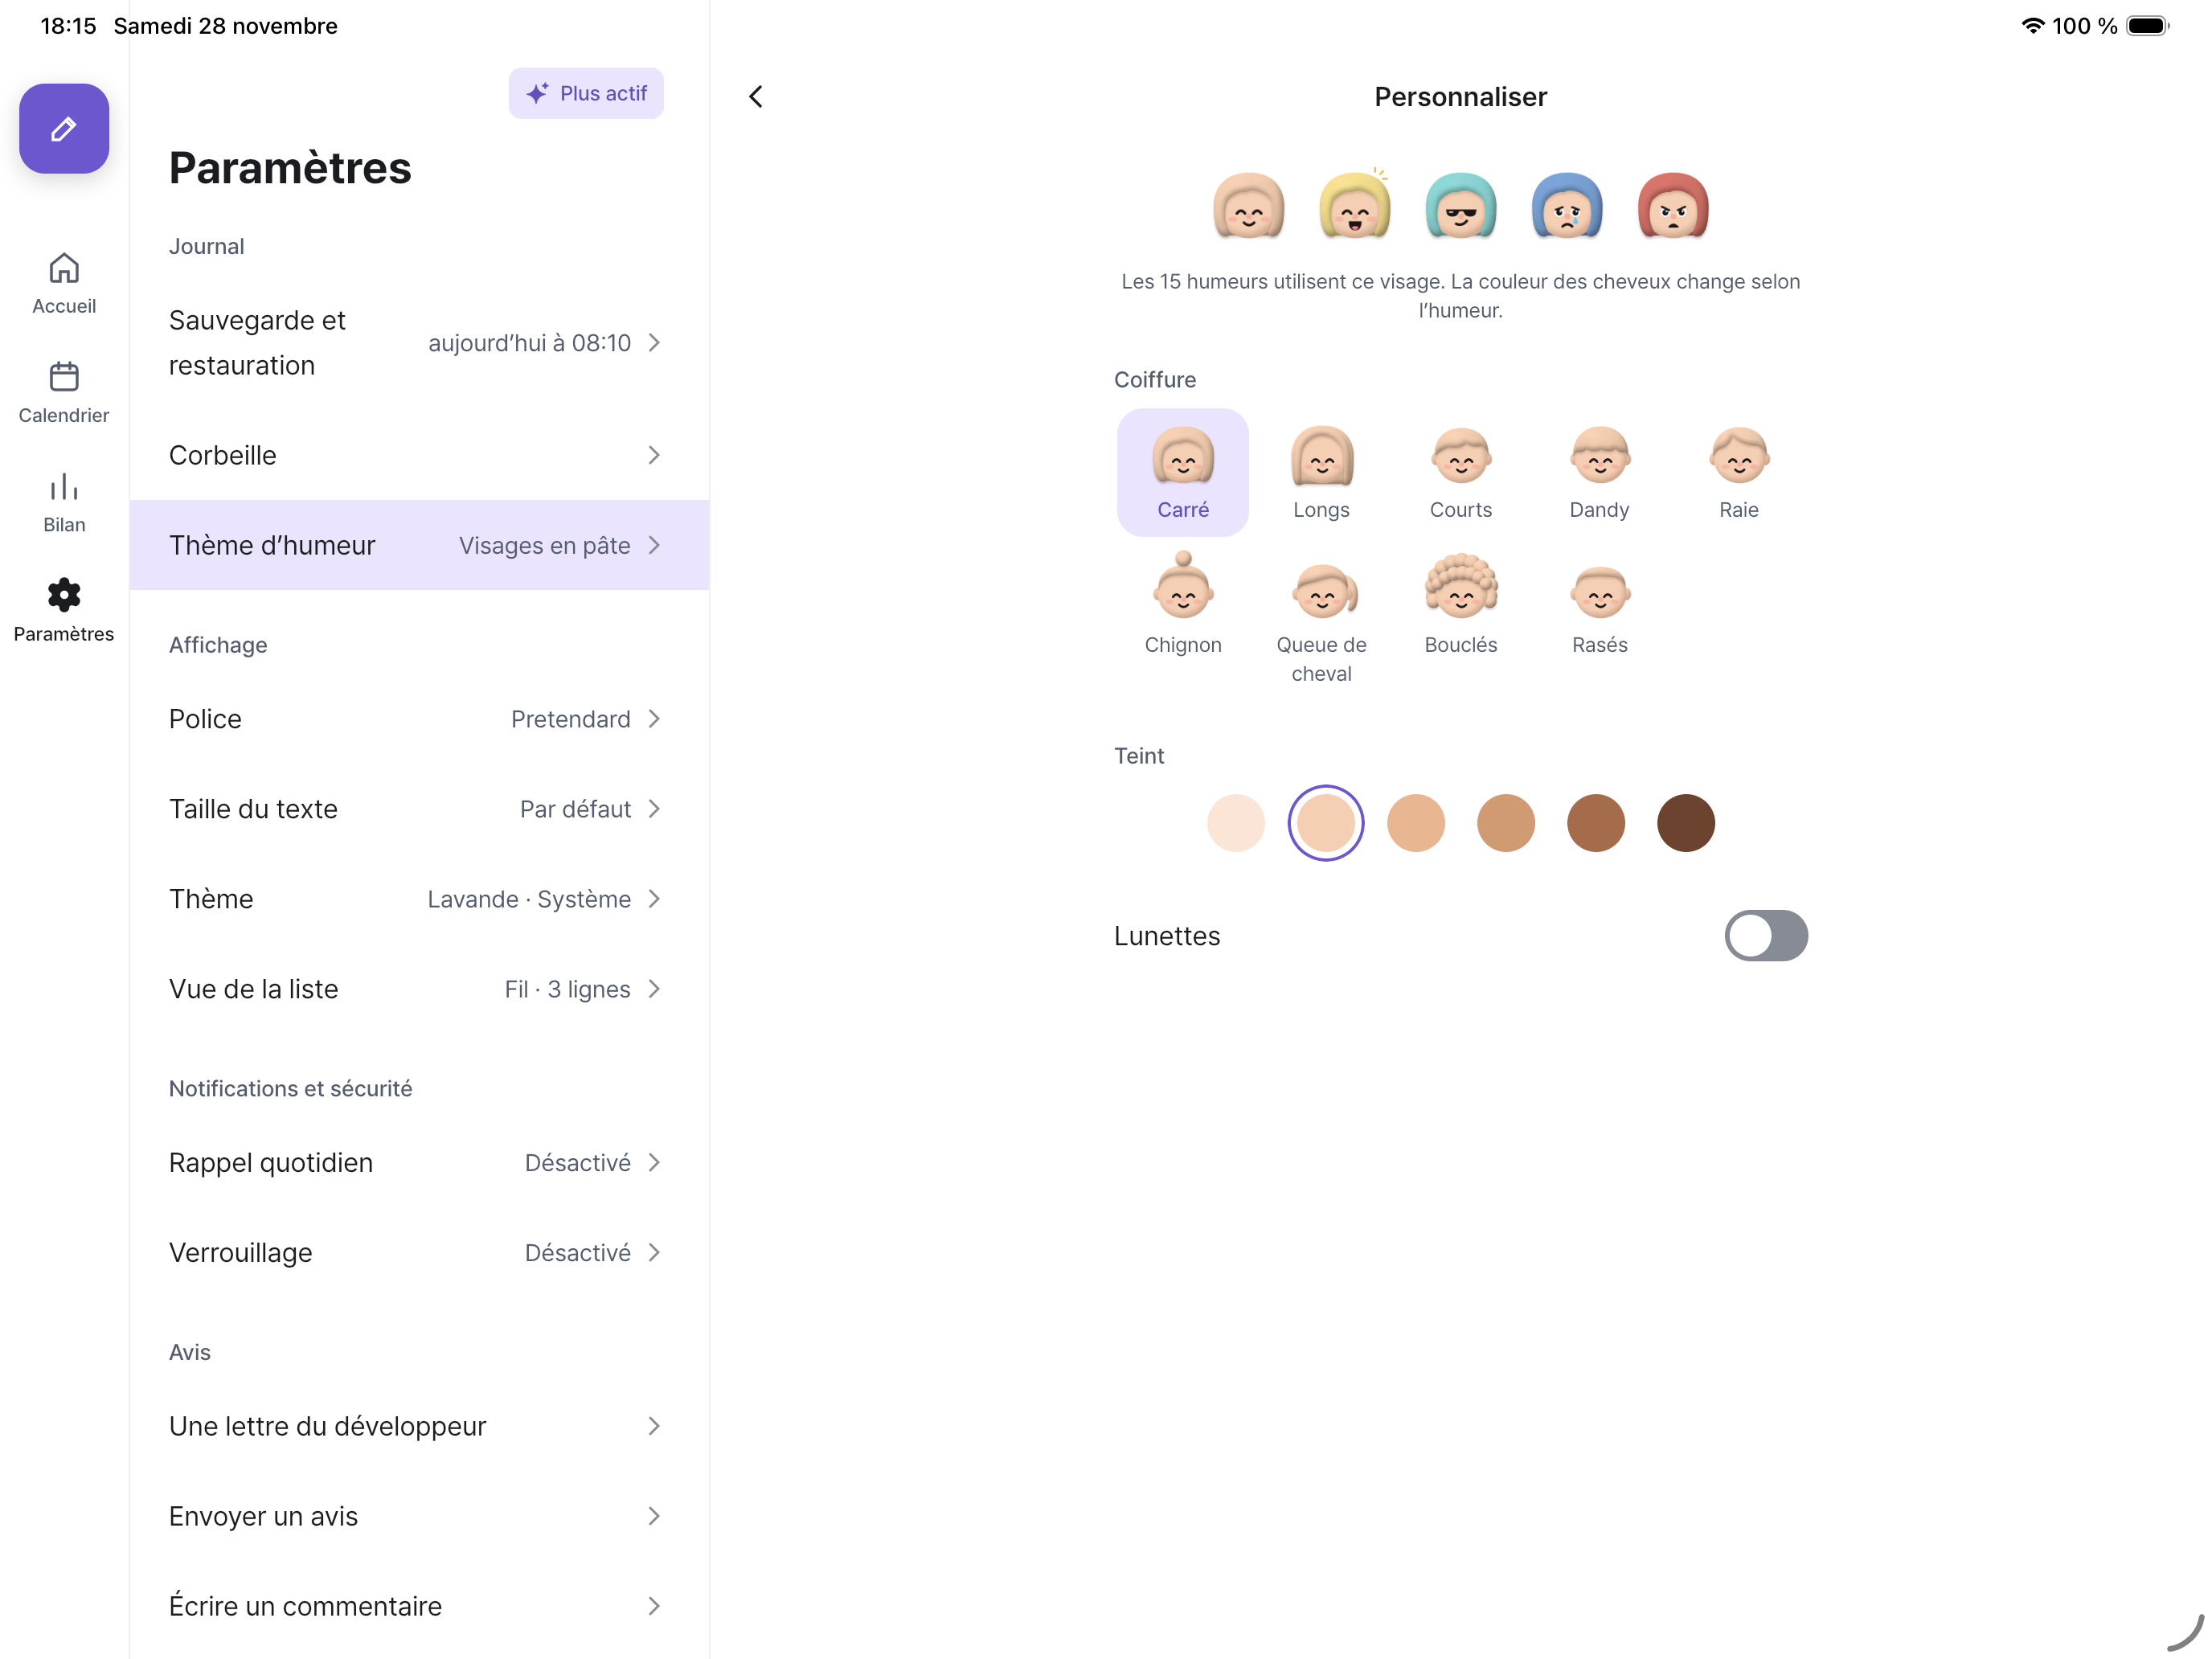 18:15 Samedi 28 novembre
100 %
Accueil
Calendrier
Bilan
Paramètres
Plus actif
Paramètres
Journal
Sauvegarde et
restauration
aujourd’hui à 08:10
Corbeille
Thème d’humeur
Visages en pâte
Affichage
Police
Pretendard
Taille du texte
Par défaut
Thème
Lavande · Système
Vue de la liste
Fil · 3 lignes
Notifications et sécurité
Rappel quotidien
Désactivé
Verrouillage
Désactivé
Avis
Une lettre du développeur
Envoyer un avis
Écrire un commentaire
Personnaliser
Les 15 humeurs utilisent ce visage. La couleur des cheveux change selon
l’humeur.
Coiffure
Carré
Longs
Courts
Dandy
Raie
Chignon
Queue de
cheval
Bouclés
Rasés
Teint
Lunettes